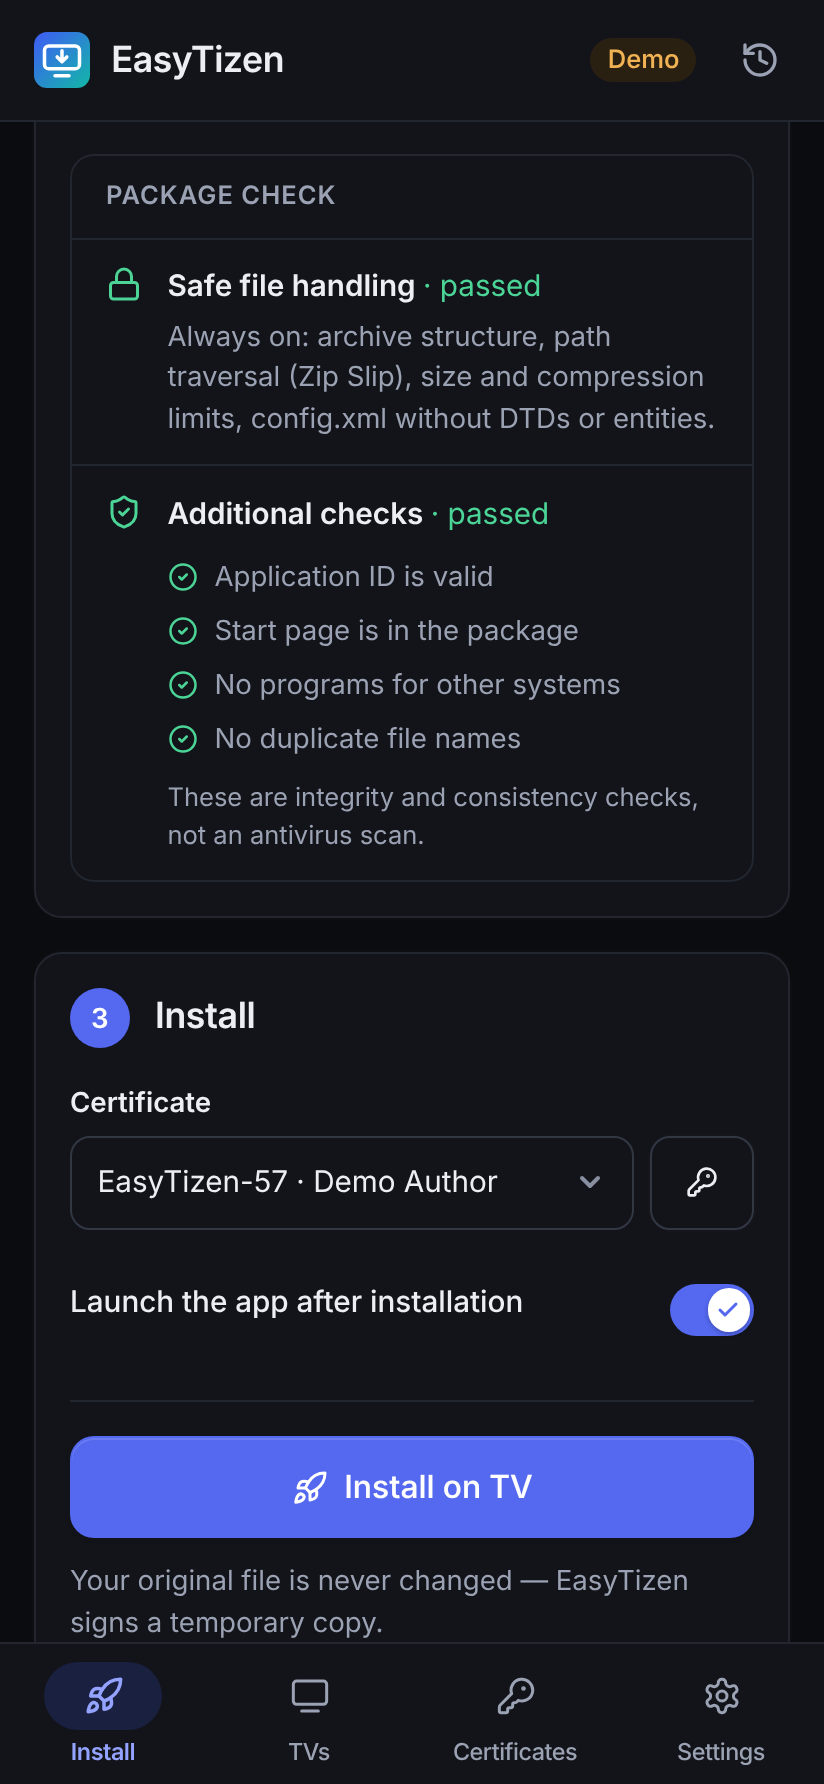 EasyTizen
Demo
PACKAGE CHECK
Safe file handling · passed
Always on: archive structure, path
traversal (Zip Slip), size and compression
limits, config.xml without DTDs or entities.
Additional checks · passed
Application ID is valid
Start page is in the package
No programs for other systems
No duplicate file names
These are integrity and consistency checks,
not an antivirus scan.
3 Install
Certificate
EasyTizen-57 · Demo Author
Launch the app after installation
Install on TV
Your original file is never changed — EasyTizen
signs a temporary copy.
Install
TVs
Certificates
Settings